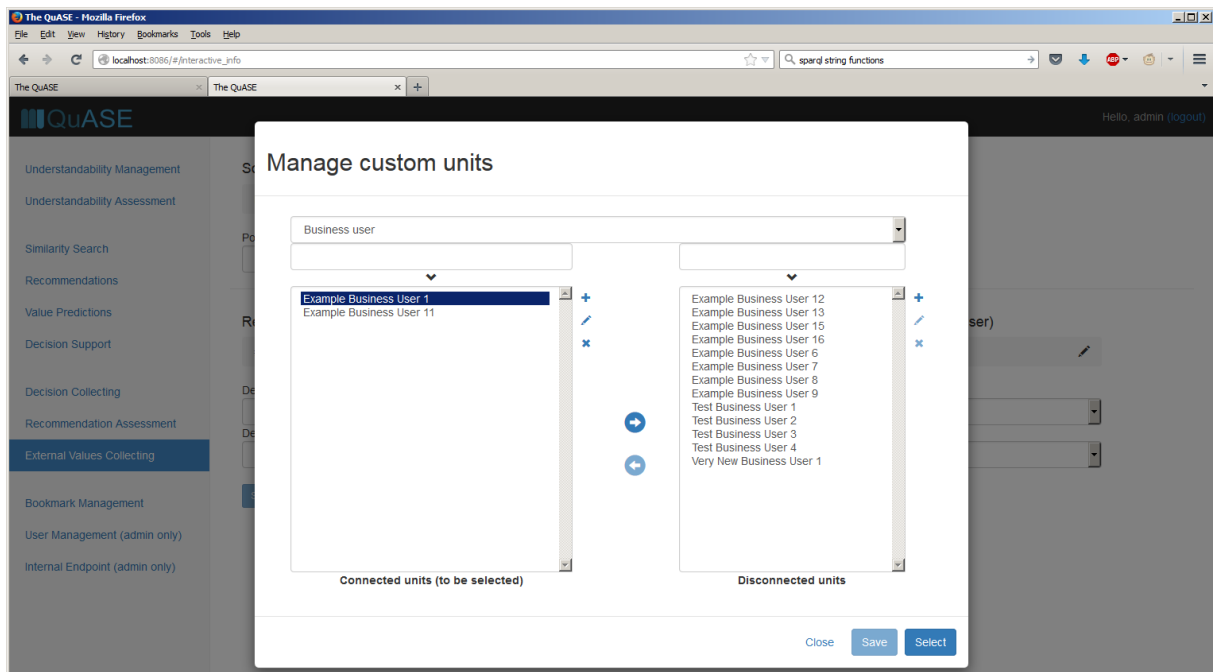 The QuASE - Mozilla Firefox
File Edit View History Bookmarks Tools Help
localhost:8086/#/interactive_info
sparql string functions
ABP
The QuASE
The QuASE
QuASE
Hello, admin (logout)
Understandability Management
Understandability Assessment
Similarity Search
Recommendations
Value Predictions
Decision Support
Decision Collecting
Recommendation Assessment
External Values Collecting
Bookmark Management
User Management (admin only)
Internal Endpoint (admin only)
Manage custom units
Business user
Example Business User 1
Example Business User 11
Connected units (to be selected)
Example Business User 12
Example Business User 13
Example Business User 15
Example Business User 16
Example Business User 6
Example Business User 7
Example Business User 8
Example Business User 9
Test Business User 1
Test Business User 2
Test Business User 3
Test Business User 4
Very New Business User 1
Disconnected units
Close Save Select